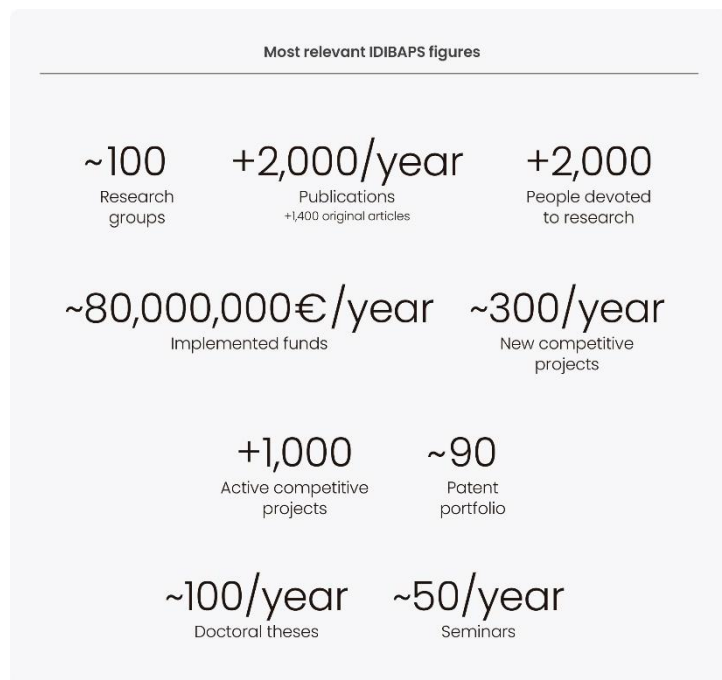 Most relevant IDIBAPS figures
~100
Research
groups
+2,000/year
Publications
+1,400 original articles
+2,000
People devoted
to research
~80,000,000€/year
Implemented funds
~300/year
New competitive
projects
+1,000
Active competitive
projects
~90
Patent
portfolio
~100/year
Doctoral theses
~50/year
Seminars